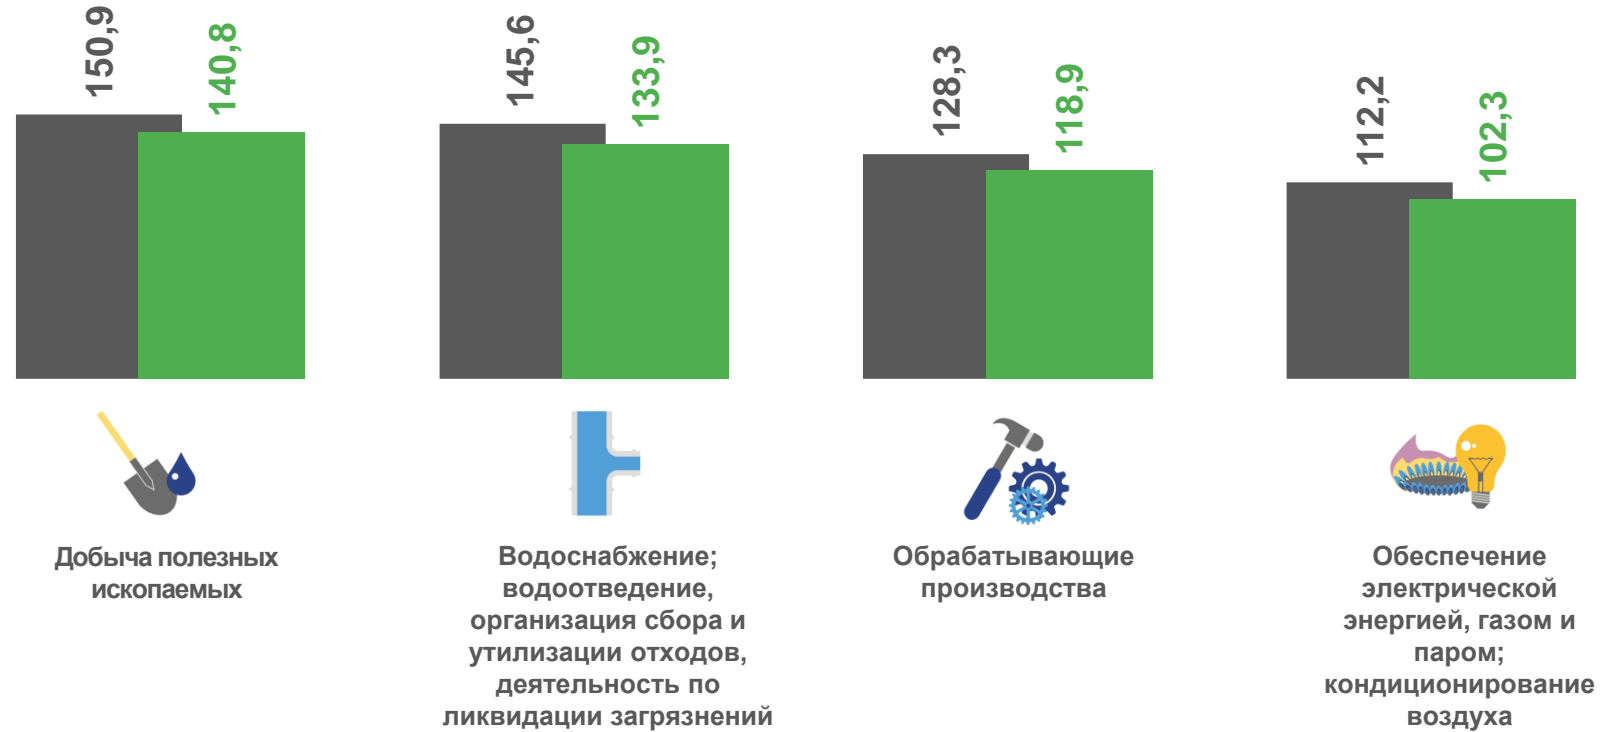 150,9
140,8
145,6
133,9
128,3
118,9
112,2
102,3
Добыча полезных
ископаемых
Водоснабжение;
водоотведение,
организация сбора и
утилизации отходов,
деятельность по
ликвидации загрязнений
Обрабатывающие
производства
Обеспечение
электрической
энергией, газом и
паром;
кондиционирование
воздуха